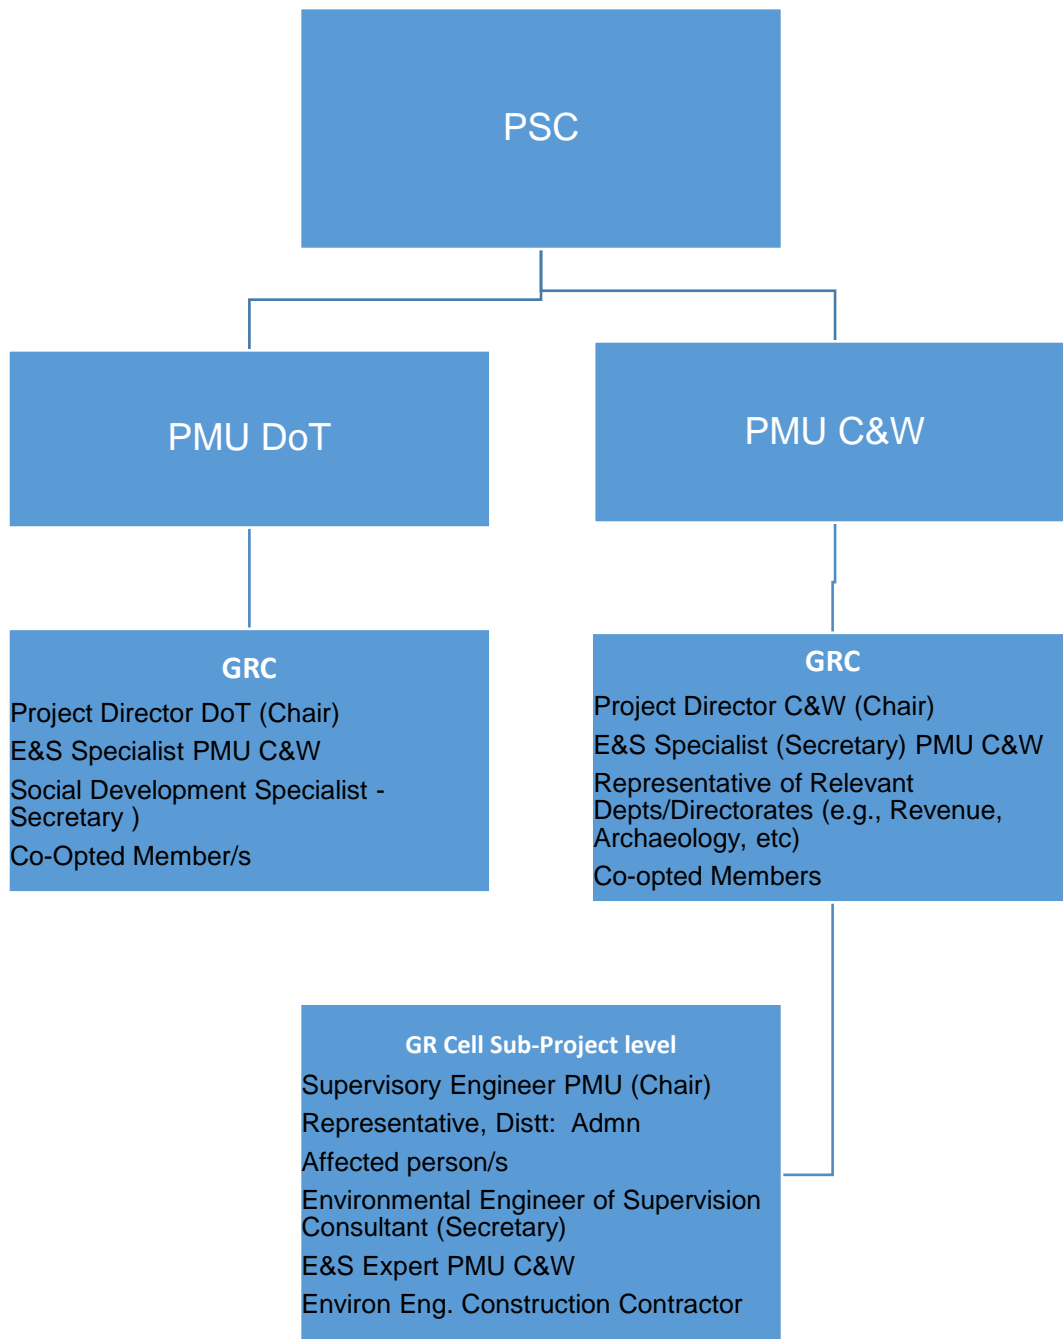 PSC
PMU DoT
PMU C&W
GRC
Project Director DoT (Chair)
E&S Specialist PMU C&W
Social Development Specialist -
Secretary )
Co-Opted Member/s
GRC
Project Director C&W (Chair)
E&S Specialist (Secretary) PMU C&W
Representative of Relevant
Depts/Directorates (e.g., Revenue,
Archaeology, etc)
Co-opted Members
GR Cell Sub-Project level
Supervisory Engineer PMU (Chair)
Representative, Distt:  Admn
Affected person/s
Environmental Engineer of Supervision
Consultant (Secretary)
E&S Expert PMU C&W
Environ Eng. Construction Contractor